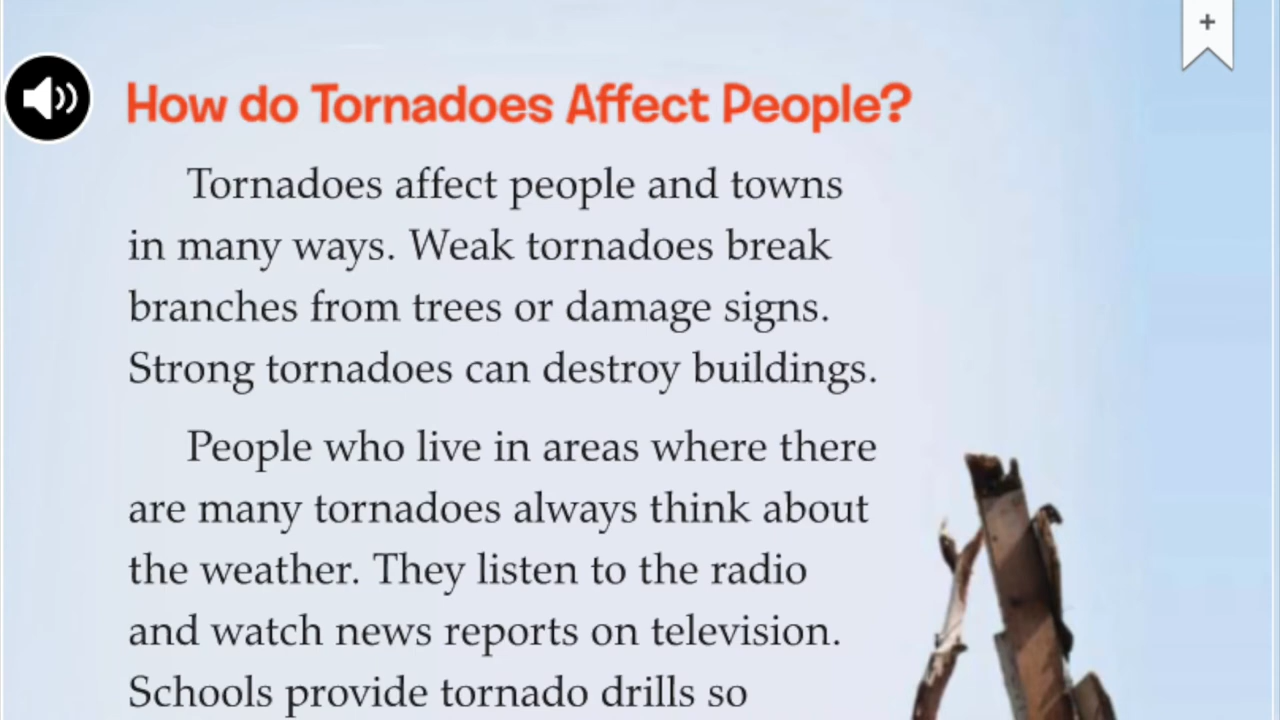 How do Tornadoes Affect People?
Tornadoes affect people and towns
in many ways. Weak tornadoes break
branches from trees or damage signs.
Strong tornadoes can destroy buildings.
People who live in areas where there
are many tornadoes always think about
the weather. They listen to the radio
and watch news reports on television.
Schools provide tornado drills so